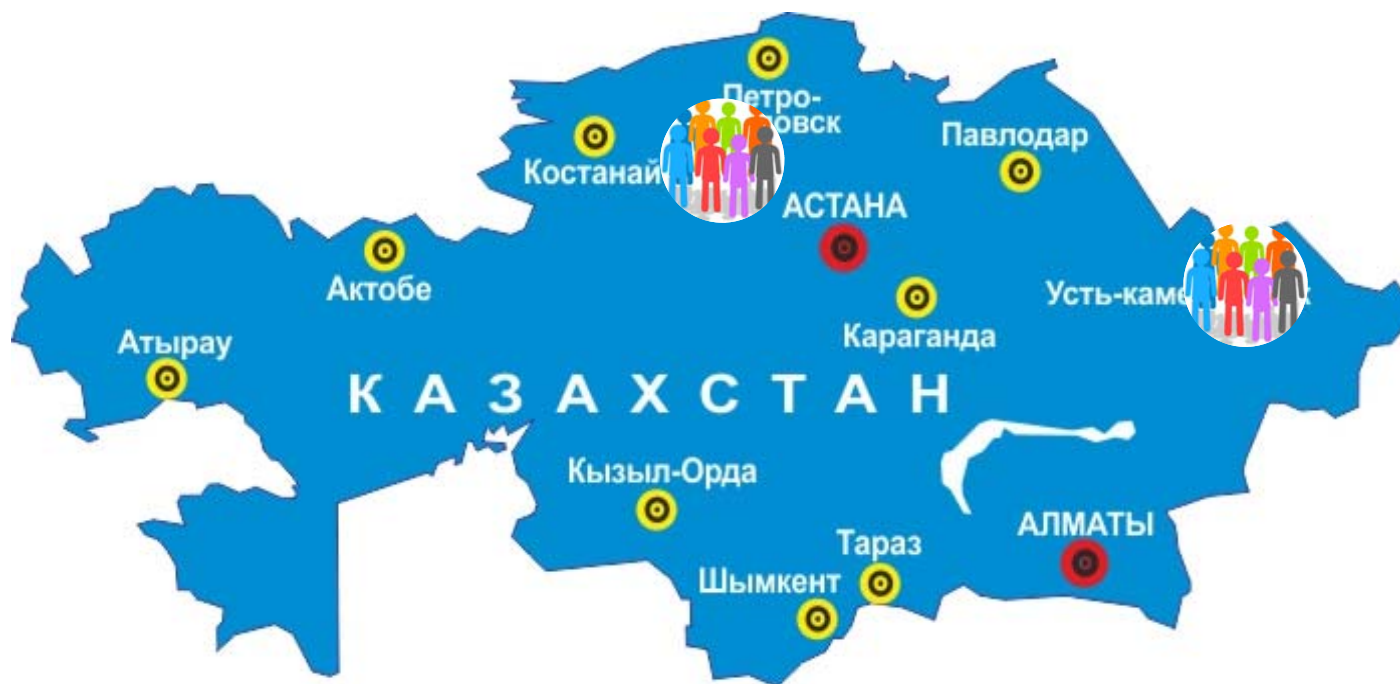 Петро-
Павлодар
Костанай
АСТАНА
Актобе
Караганда
Атырау
КАЗАХСТАН
Кызыл-Орда
АЛМАТЫ
Тараз
Шымкент